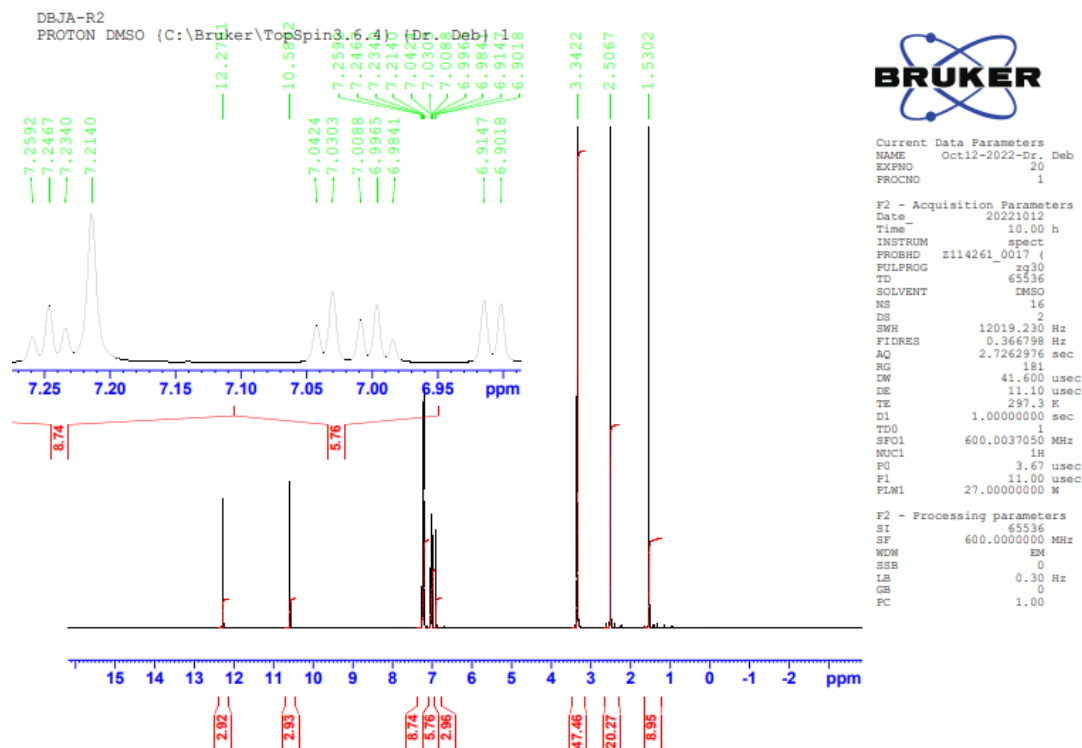 DBJA-R2
PROTON DMSO {C:\Bruker\TopSpin3.6.4} {Dr. Deb} 1
10.5802
3.3422
2.5067
1.5302
7.2467
7.0088
6.9147
6.9018
7.2592
7.2467
7.2340
7.2140
7.0424
7.0303
7.0088
6.9965
6.9841
6.9147
6.9018
7.25 7.20 7.15 7.10 7.05 7.00 6.95 ppm
8.74
5.76
15 14 13 12 11 10 9 8 7 6 5 4 3 2 1 0 -1 -2 ppm
2.92
2.93
8.74
5.76
2.96
47.46
20.27
8.95
BRUKER
Current Data Parameters
NAME Oct12-2022-Dr. Deb
EXPNO 20
PROCNO 1
F2 - Acquisition Parameters
Date_ 20221012
Time 10.00 h
INSTRUM spect
PROBHD Z114261_0017 (
PULPROG zg30
TD 65536
SOLVENT DMSO
NS 16
DS 2
SWH 12019.230 Hz
FIDRES 0.366798 Hz
AQ 2.7262976 sec
RG 181
DW 41.600 usec
DE 11.10 usec
TE 297.3 K
D1 1.00000000 sec
TD0 1
SFO1 600.0037050 MHz
NUC1 1H
P0 3.67 usec
P1 11.00 usec
PLW1 27.00000000 W
F2 - Processing parameters
SI 65536
SF 600.0000000 MHz
WDW EM
SSB 0
LB 0.30 Hz
GB 0
PC 1.00